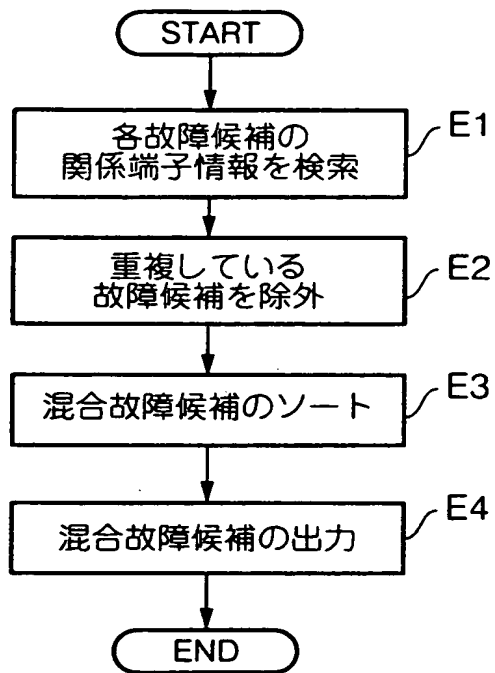 START
各故障候補の
関係端子情報を検索
E1
重複している
故障候補を除外
E2
混合故障候補のソート
E3
混合故障候補の出力
E4
END